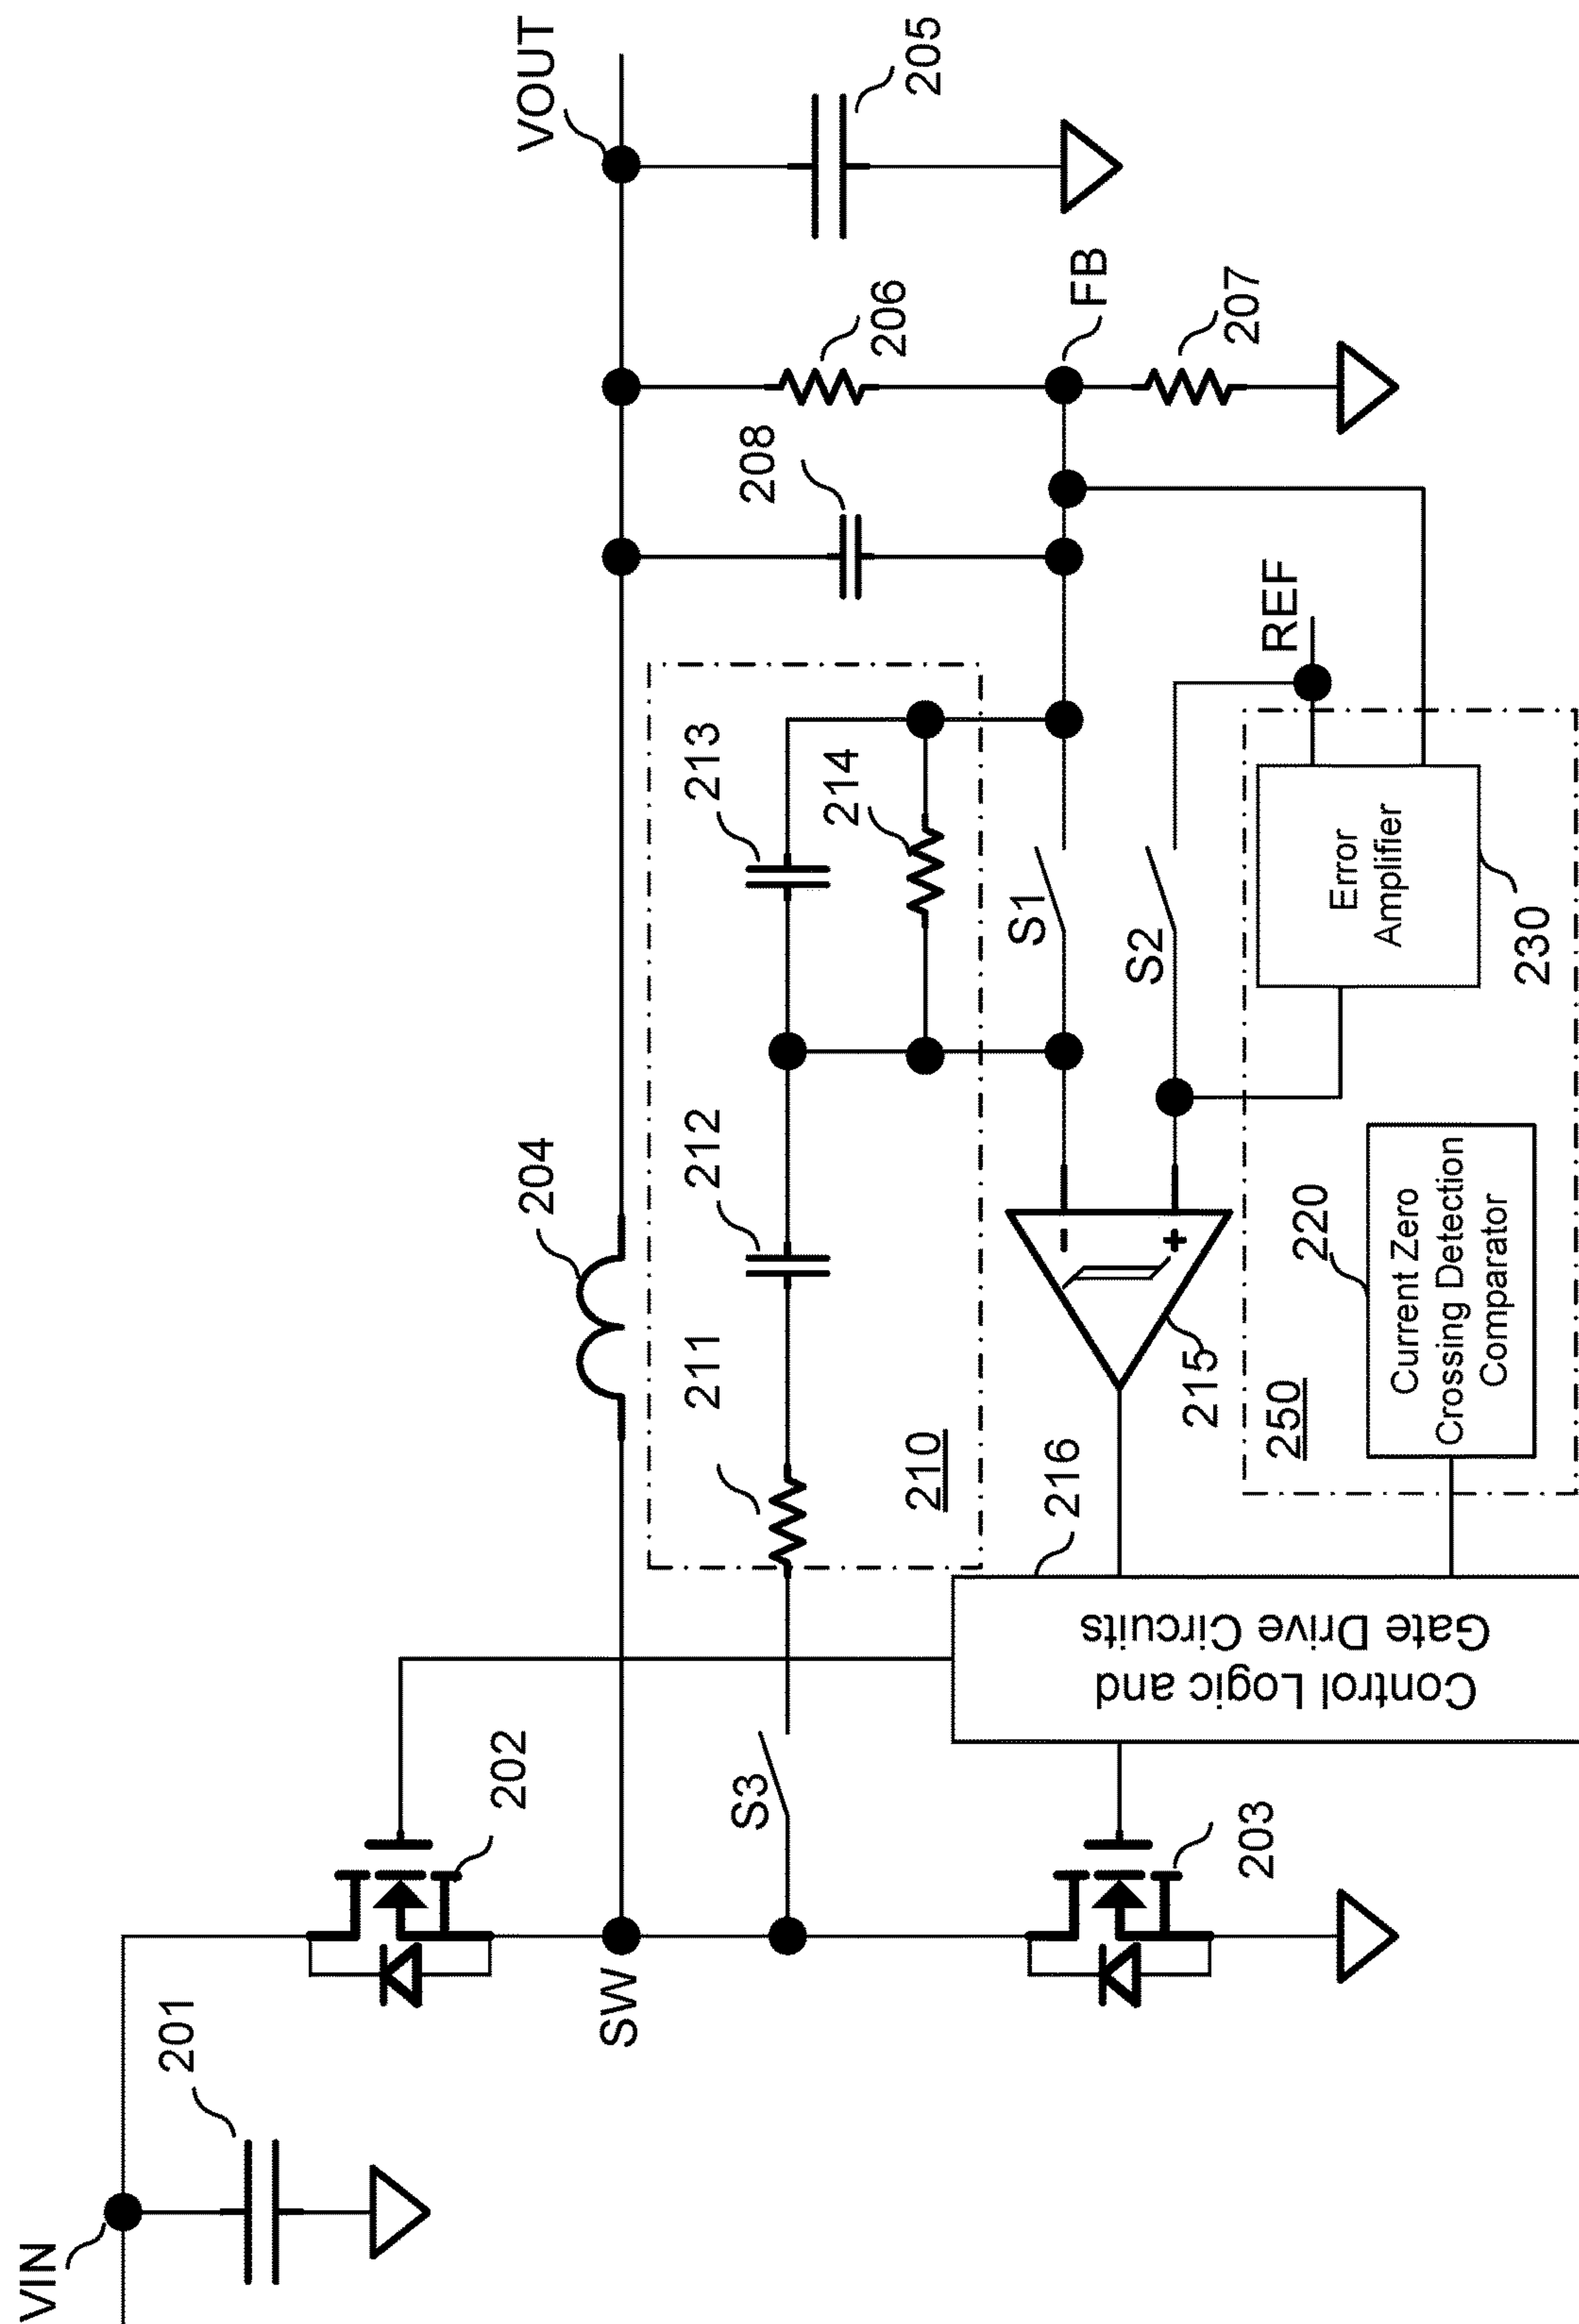 VIN
201
SW
202
203
S3
204
VOUT
205
206
FB
207
208
211
212
213
214
210
S1
S2
REF
215
216
Control Logic and
Gate Drive Circuits
250
220
Current Zero
Crossing Detection
Comparator
Error
Amplifier
230